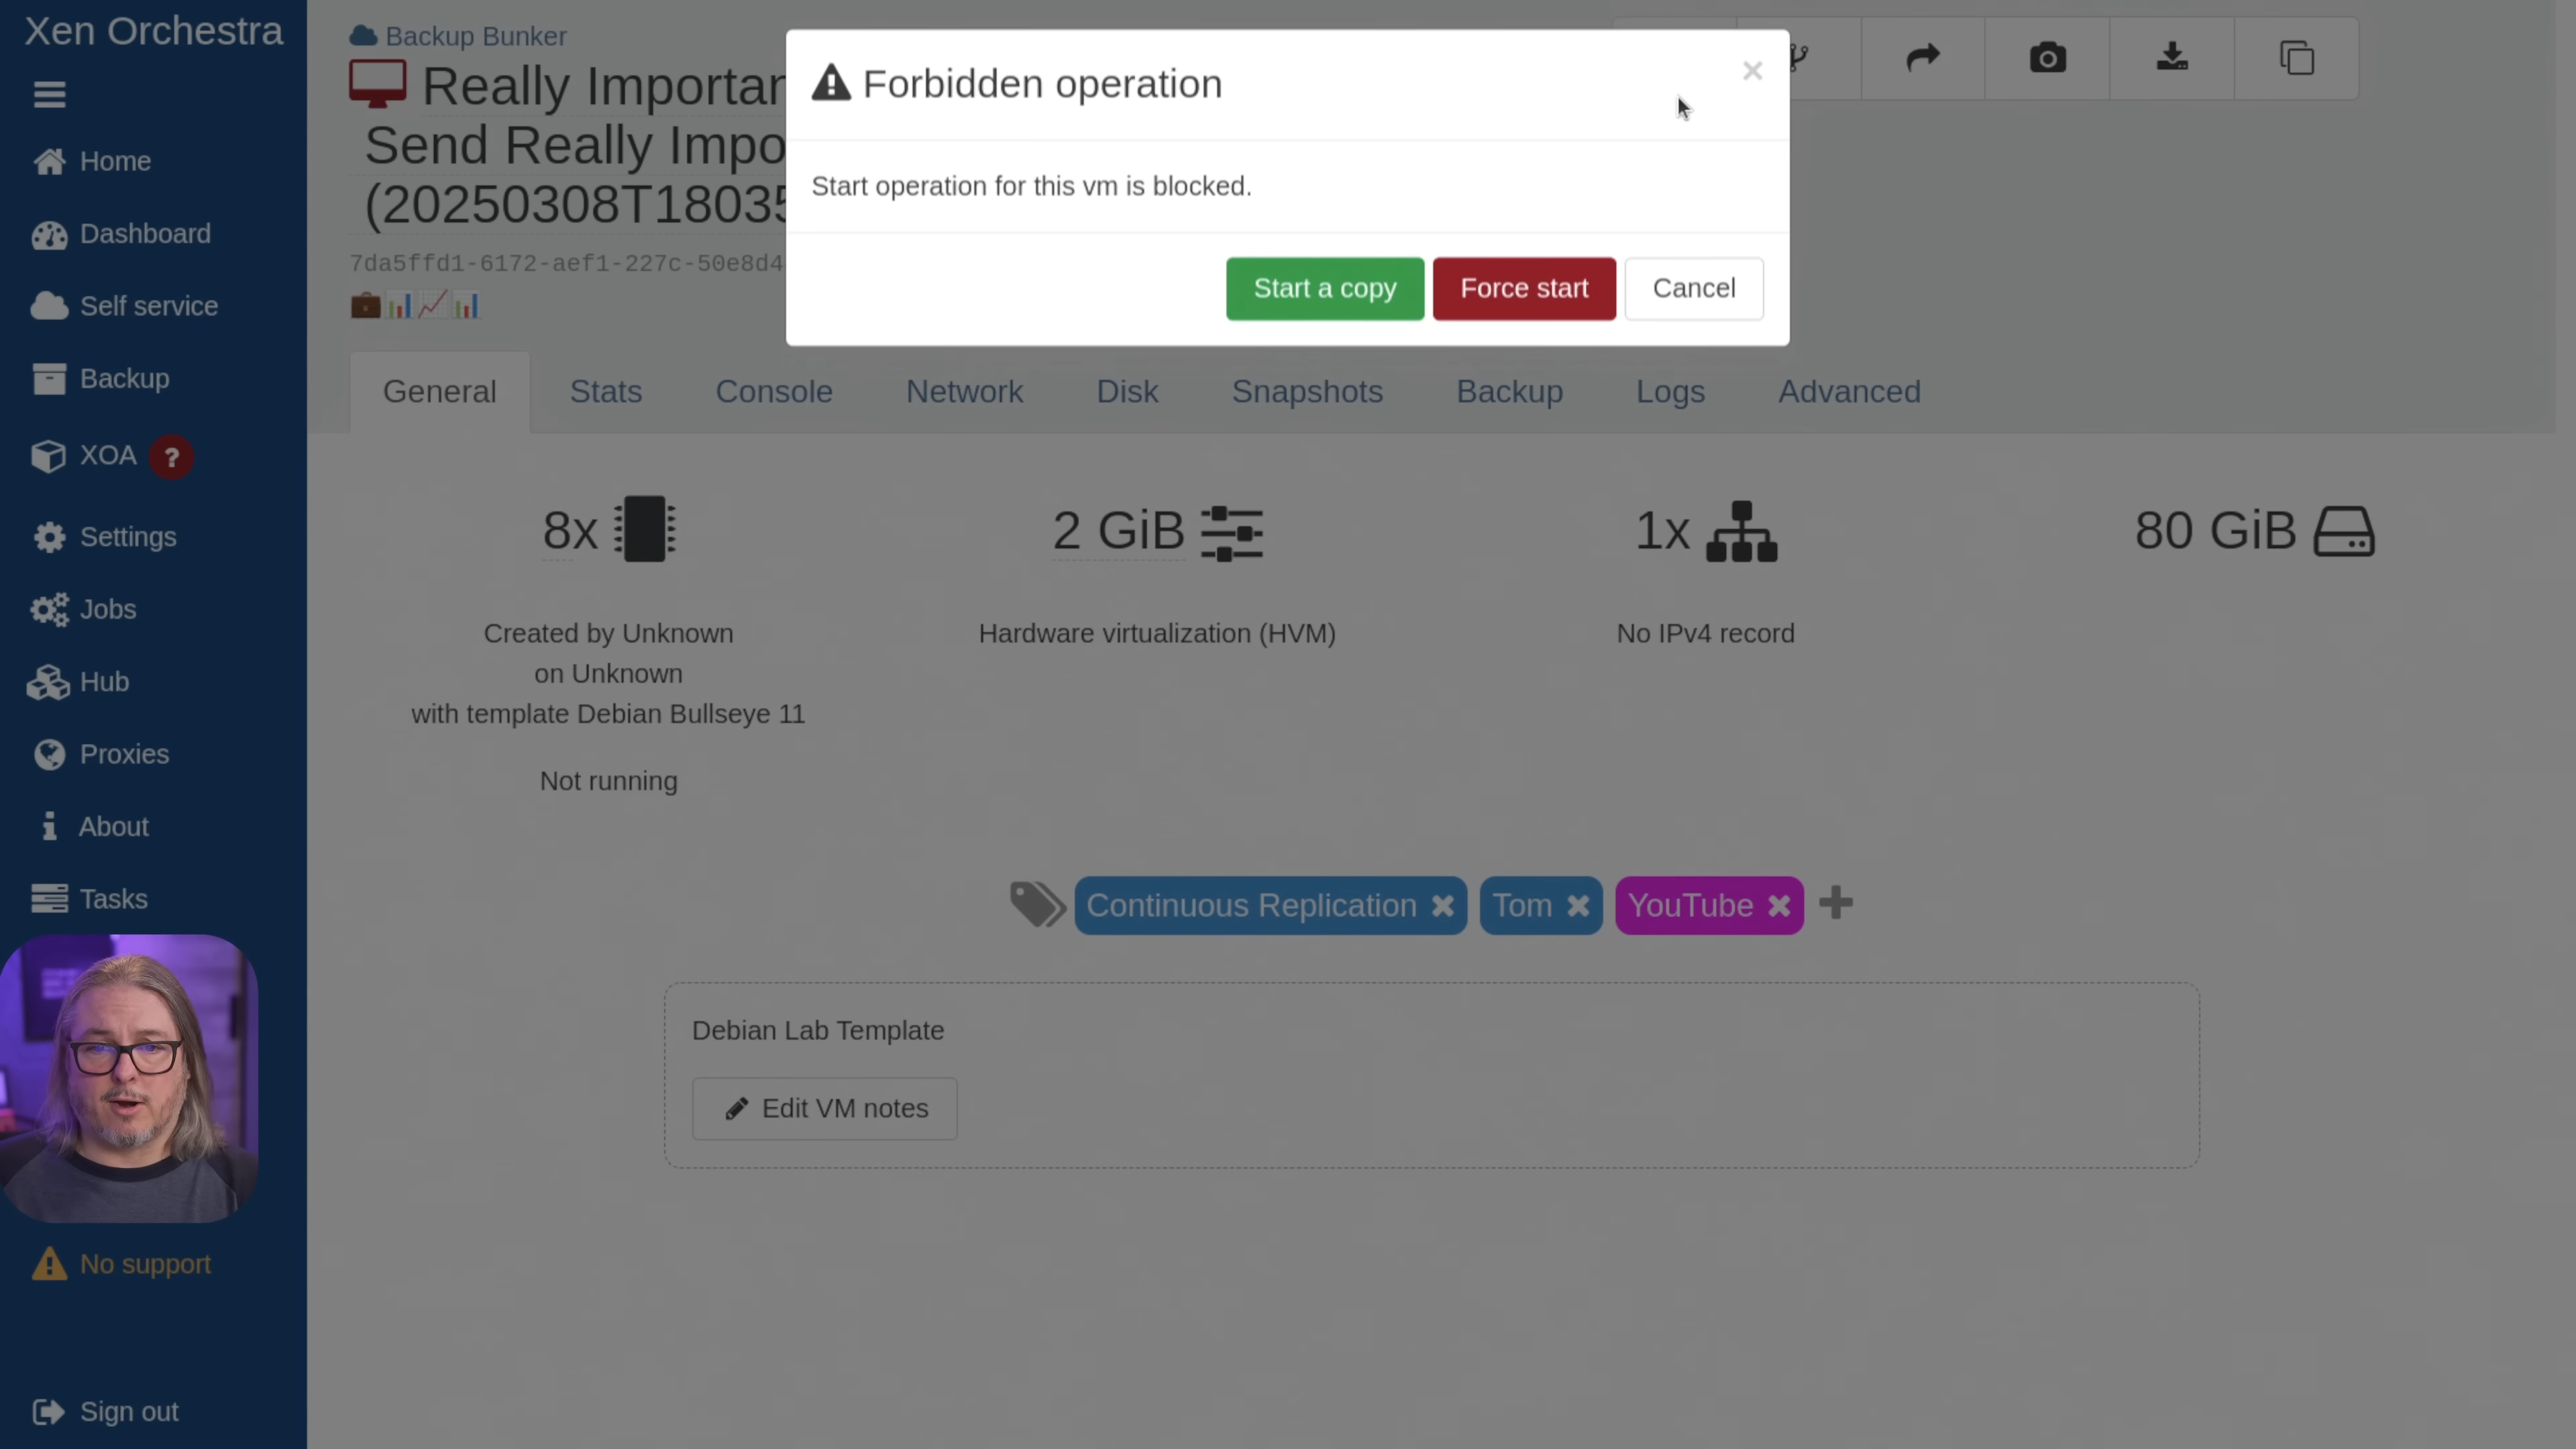 Xen Orchestra
Home
Dashboard
Self service
Backup
XOA ?
Settings
Jobs
Hub
Proxies
About
Tasks
No support
Sign out
Backup Bunker
Really Importan
Send Really Impo
(20250308T18035
7da5ffd1-6172-aef1-227c-50e8d4
Forbidden operation
×
Start operation for this vm is blocked.
Start a copy
Force start
Cancel
General
Stats
Console
Network
Disk
Snapshots
Backup
Logs
Advanced
8x
2 GiB
1x
80 GiB
Created by Unknown
on Unknown
with template Debian Bullseye 11
Not running
Hardware virtualization (HVM)
No IPv4 record
Continuous Replication
Tom
YouTube
Debian Lab Template
Edit VM notes